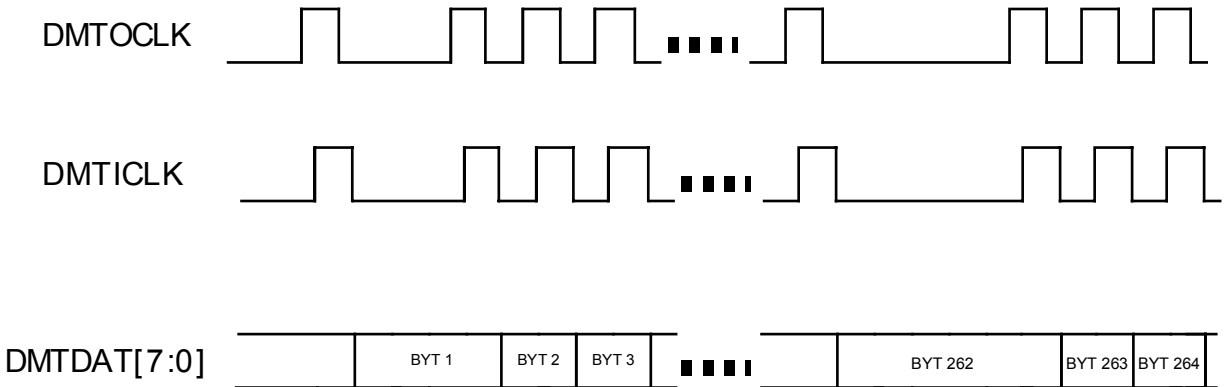 DMTOCLK
DMTICLK
DMTDAT[7:0] BYT 1 BYT 2 BYT 3 BYT 262 BYT 263 BYT 264